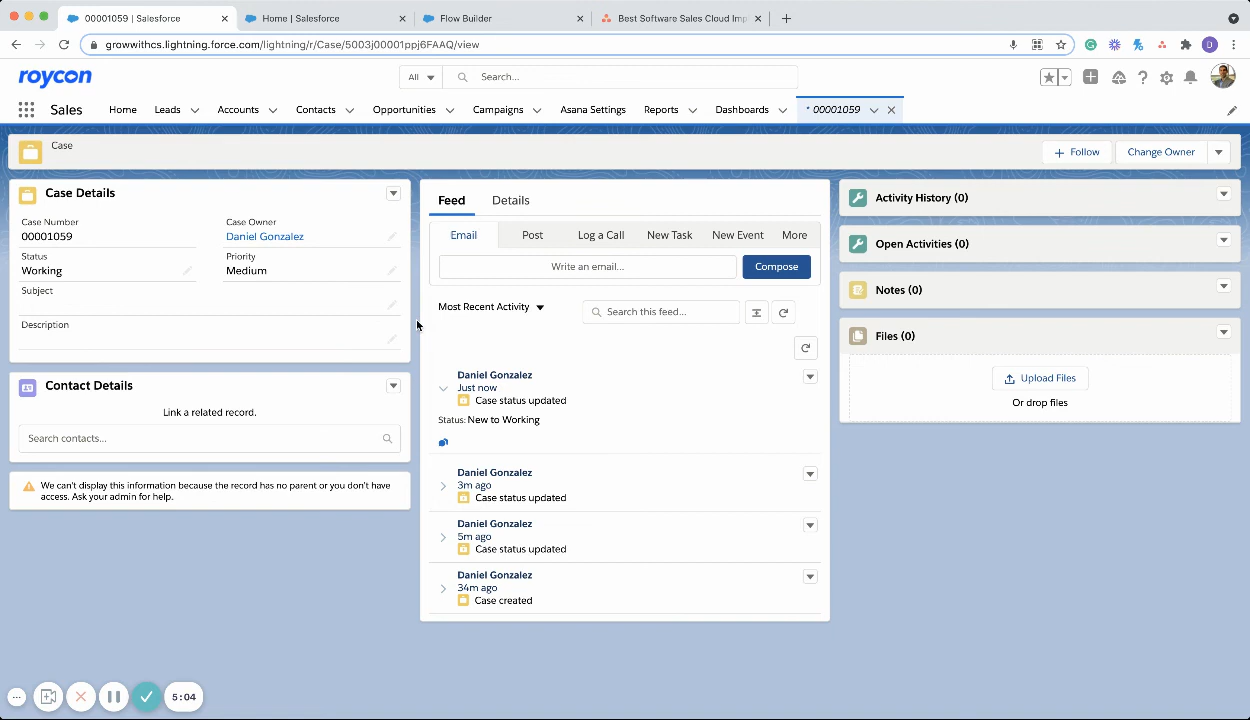 00001059 | Salesforce
Home | Salesforce
Flow Builder
Best Software Sales Cloud Imp
growwithcs.lightning.force.com/lightning/r/Case/5003j00001ppj6FAAQ/view
D
roycon
All
Search...
Sales
Home
Leads
Accounts
Contacts
Opportunities
Campaigns
Asana Settings
Reports
Dashboards
* 00001059
Case
Follow
Change Owner
Case Details
Case Number
00001059
Case Owner
Daniel Gonzalez
Status
Working
Priority
Medium
Subject
Description
Contact Details
Link a related record.
Search contacts...
We can't display this information because the record has no parent or you don't have
access. Ask your admin for help.
Feed
Details
Email
Post
Log a Call
New Task
New Event
More
Write an email...
Compose
Most Recent Activity
Search this feed...
Daniel Gonzalez
Just now
Case status updated
Status: New to Working
Daniel Gonzalez
3m ago
Case status updated
Daniel Gonzalez
5m ago
Case status updated
Daniel Gonzalez
34m ago
Case created
Activity History (0)
Open Activities (0)
Notes (0)
Files (0)
Upload Files
Or drop files
5:04